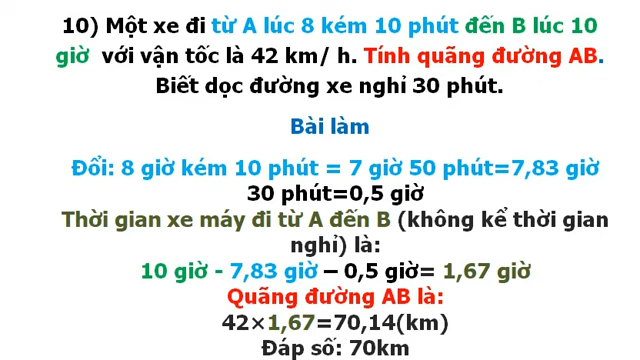 10) Một xe đi từ A lúc 8 kém 10 phút đến B lúc 10
giờ với vận tốc là 42 km/ h. Tính quãng đường AB.
Biết dọc đường xe nghỉ 30 phút.
Bài làm
Đổi: 8 giờ kém 10 phút = 7 giờ 50 phút=7,83 giờ
30 phút=0,5 giờ
Thời gian xe máy đi từ A đến B (không kể thời gian
nghỉ) là:
10 giờ - 7,83 giờ – 0,5 giờ= 1,67 giờ
Quãng đường AB là:
42×1,67=70,14(km)
Đáp số: 70km